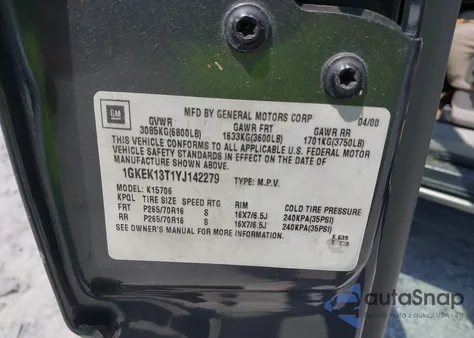 MFD BY GENERAL MOTORS CORP 04/00
GM
GVWR GAWR FRT GAWR RR
3085KG(6800LB) 1633KG(3600LB) 1701KG(3750LB)
THIS VEHICLE CONFORMS TO ALL APPLICABLE U.S. FEDERAL MOTOR
VEHICLE SAFETY STANDARDS IN EFFECT ON THE DATE OF
MANUFACTURE SHOWN ABOVE.
1GKEK13T1YJ142279 TYPE: M.P.V.
MODEL: K15706
KPQL TIRE SIZE SPEED RTG RIM COLD TIRE PRESSURE
FRT P265/70R16 S 16X7/6.5J 240KPA(35PSI)
RR P265/70R16 S 16X7/6.5J 240KPA(35PSI)
SEE OWNER'S MANUAL FOR MORE INFORMATION.
autoSnap